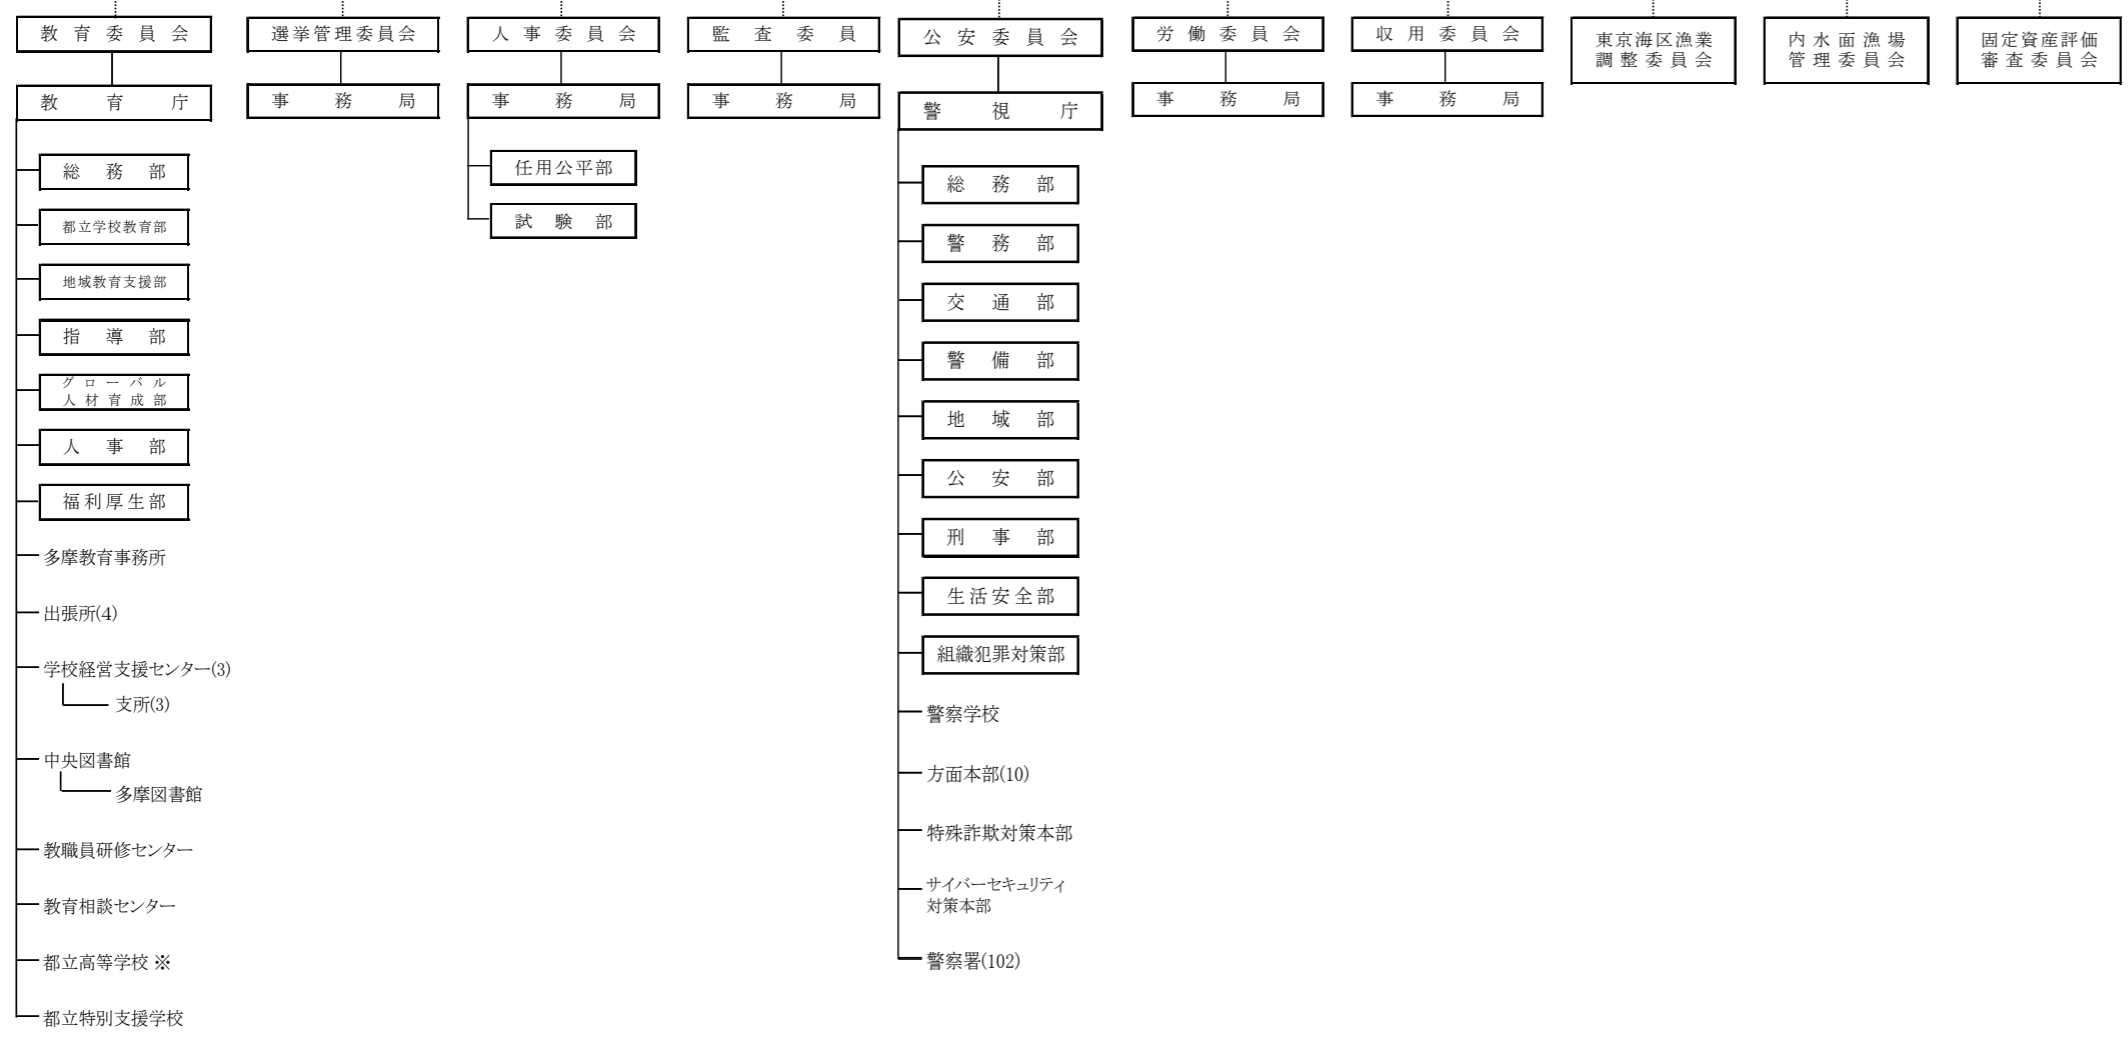 教育委員会
教育庁
総務部
都立学校教育部
地域教育支援部
指導部
グローバル
人材育成部
人事部
福利厚生部
多摩教育事務所
出張所(4)
学校経営支援センター(3)
支所(3)
中央図書館
多摩図書館
教職員研修センター
教育相談センター
都立高等学校 ※
都立特別支援学校
選挙管理委員会
事務局
人事委員会
事務局
任用公平部
試験部
監査委員
事務局
公安委員会
警視庁
総務部
警務部
交通部
警備部
地域部
公安部
刑事部
生活安全部
組織犯罪対策部
警察学校
方面本部(10)
特殊詐欺対策本部
サイバーセキュリティ
対策本部
警察署(102)
労働委員会
事務局
収用委員会
事務局
東京海区漁業
調整委員会
内水面漁場
管理委員会
固定資産評価
審査委員会